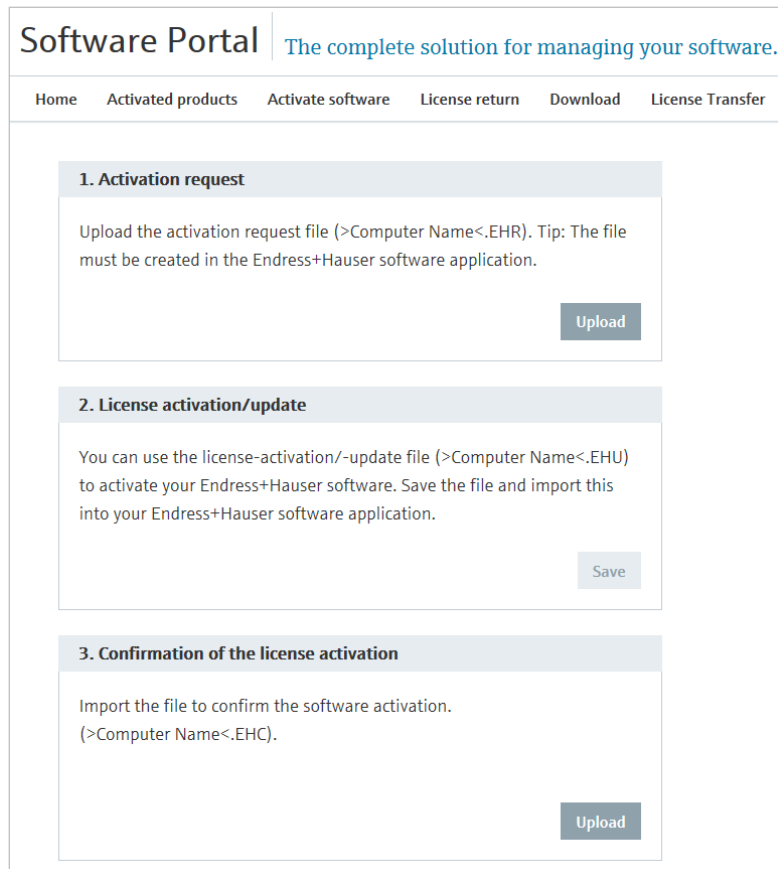 Software Portal The complete solution for managing your software.
Home Activated products Activate software License return Download License Transfer
1. Activation request
Upload the activation request file (>Computer Name<.EHR). Tip: The file
must be created in the Endress+Hauser software application.
Upload
2. License activation/update
You can use the license-activation/-update file (>Computer Name<.EHU)
to activate your Endress+Hauser software. Save the file and import this
into your Endress+Hauser software application.
Save
3. Confirmation of the license activation
Import the file to confirm the software activation.
(>Computer Name<.EHC).
Upload